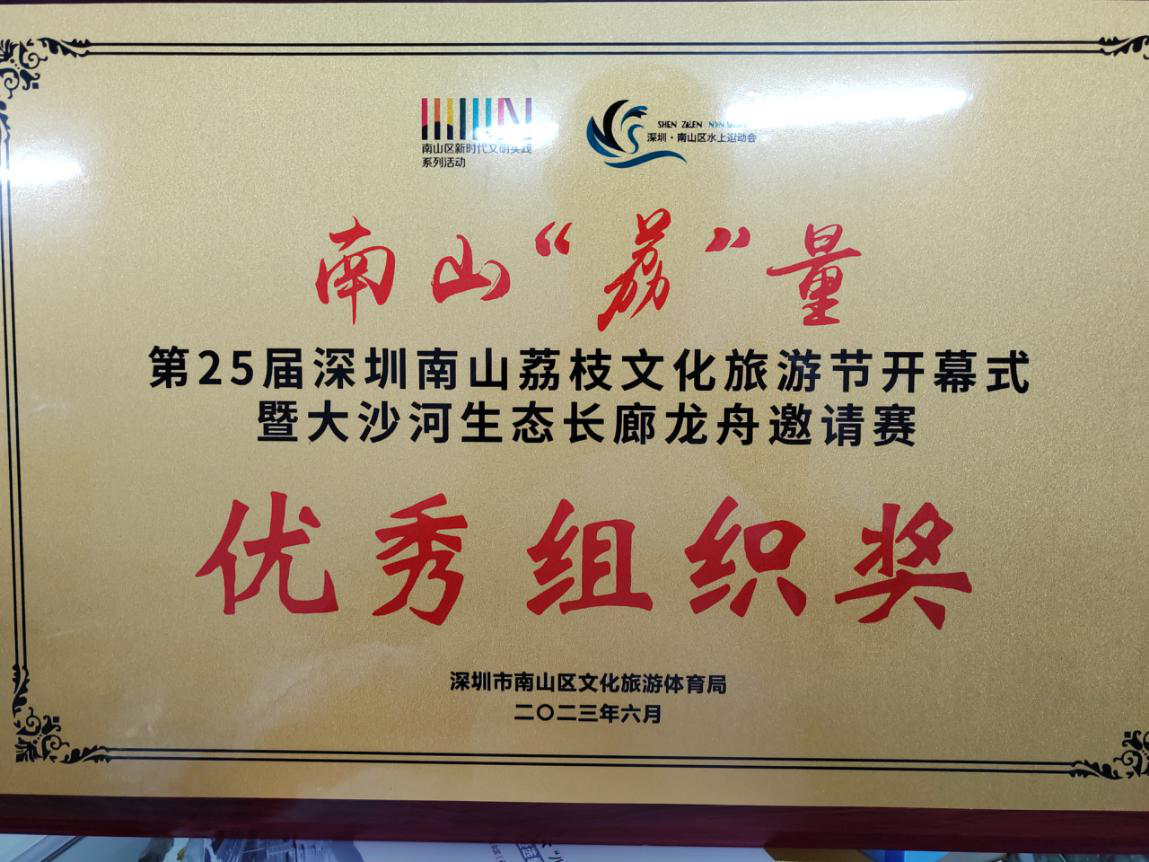 南山区新时代文明实践
系列活动
深圳·南山区水上运动会
南山“荔”量
第25届深圳南山荔枝文化旅游节开幕式
暨大沙河生态长廊龙舟邀请赛
优秀组织奖
深圳市南山区文化旅游体育局
二〇二三年六月